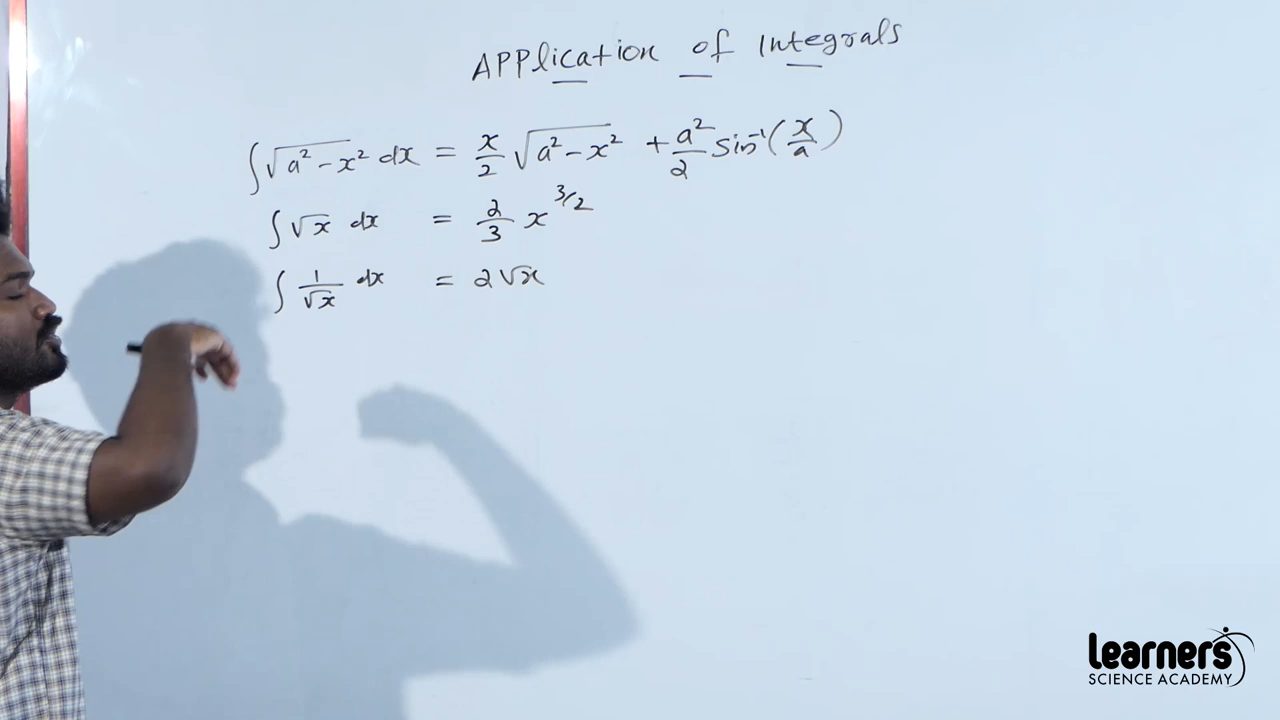 APPlication of Integrals
∫√(a² − x²) dx = x/2 √(a² − x²) + a²/2 sin⁻¹(x/a)
∫√x dx = 2/3 x^(3/2)
∫ 1/√x dx = 2√x
Learners
SCIENCE ACADEMY